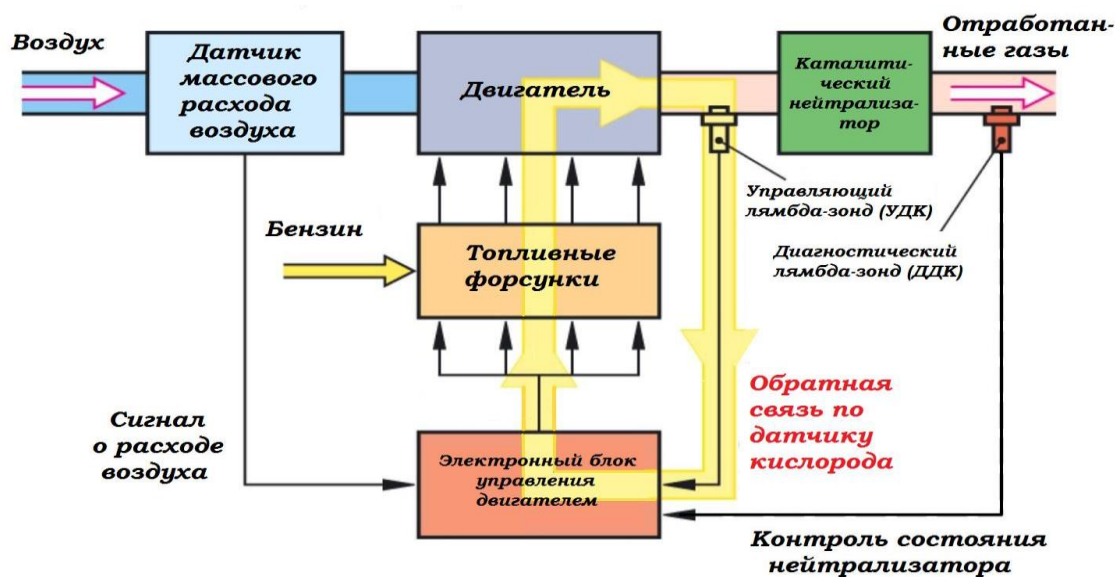 Воздух
Датчик
массового
расхода
воздуха
Двигатель
Каталити-
ческий
нейтрализа-
тор
Отработан-
ные газы
Управляющий
лямбда-зонд (УДК)
Бензин
Топливные
форсунки
Диагностический
лямбда-зонд (ДДК)
Обратная
связь по
датчику
кислорода
Сигнал
о расходе
воздуха
Электронный блок
управления
двигателем
Контроль состояния
нейтрализатора